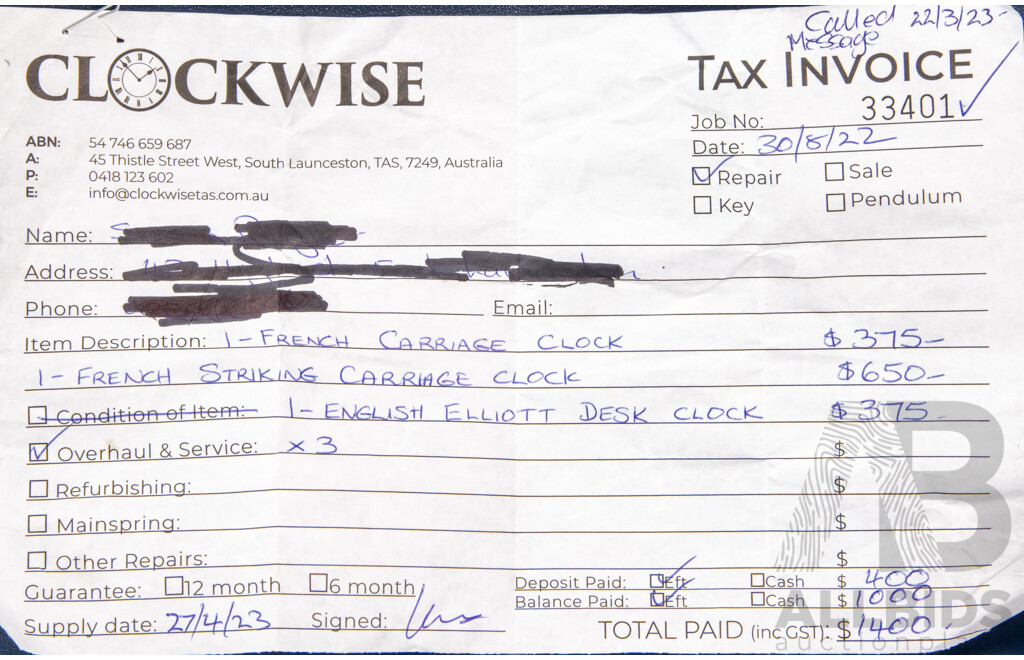 Called 22/3/23-
Message
CLOCKWISE
TAX INVOICE
Job No: 33401
ABN: 54 746 659 687
A: 45 Thistle Street West, South Launceston, TAS, 7249, Australia
P: 0418 123 602
E: info@clockwisetas.com.au
Date: 30/8/22
Repair Sale
Key Pendulum
Name:
Address:
Phone: Email:
Item Description: 1 - FRENCH CARRIAGE CLOCK $ 375-
1 - FRENCH STRIKING CARRIAGE CLOCK $650-
Condition of Item: 1 - ENGLISH ELLIOTT DESK CLOCK $ 375-
Overhaul & Service: x 3 $
Refurbishing: $
Mainspring: $
Other Repairs: $
Guarantee: 12 month 6 month
Deposit Paid: Eft Cash $ 400
Balance Paid: Eft Cash $ 1000
Supply date: 27/4/23 Signed:
TOTAL PAID (inc GST): $1400-
AB
ALLBIDS